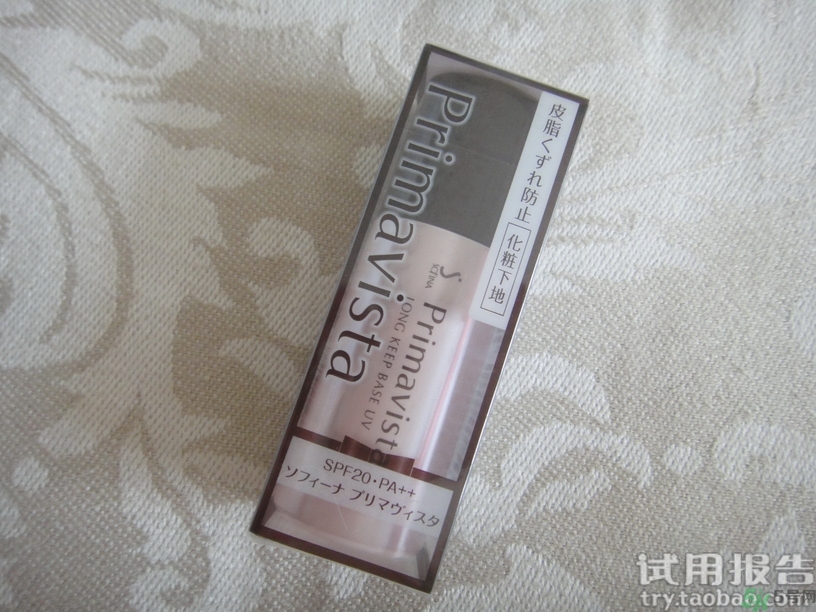 皮脂くずれ防止 化粧下地
Primavista
Primavista
LONG KEEP BASE UV
SPF20・PA++
ソフィーナ プリマヴィスタ
试用报告
try.taobao.com